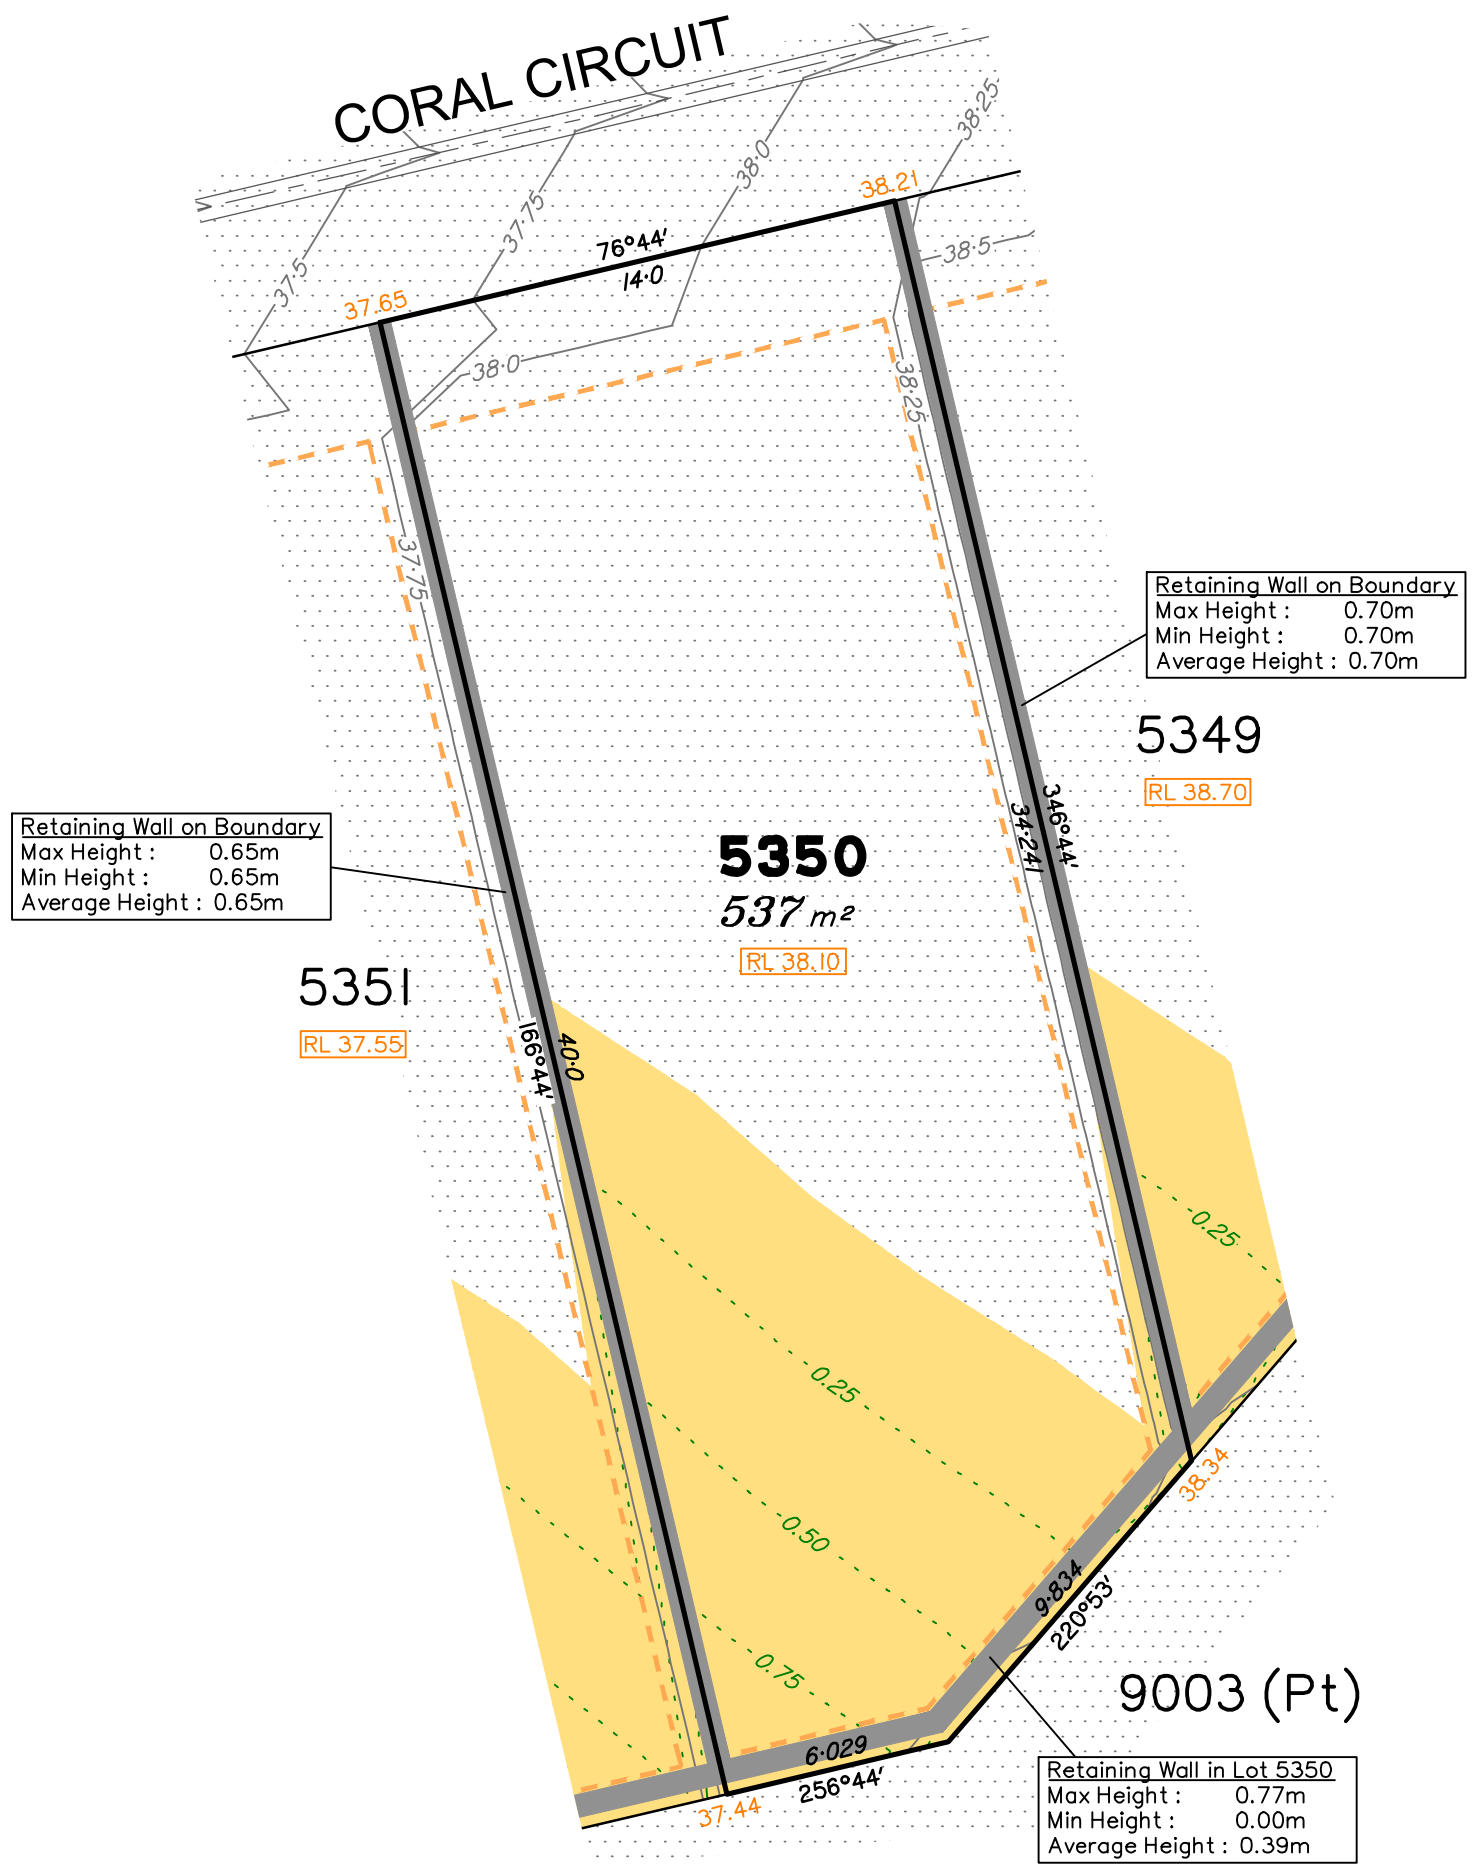 CORAL CIRCUIT
38·25
38·0
38.21
37·75
76°44'
14·0
38·5
37·5
37.65
38·0
38·25
37·75
Retaining Wall on Boundary
Max Height : 0.70m
Min Height : 0.70m
Average Height : 0.70m
5349
RL 38.70
346°44'
34·241
Retaining Wall on Boundary
Max Height : 0.65m
Min Height : 0.65m
Average Height : 0.65m
5350
537 m²
RL 38.10
5351
RL 37.55
166°44'
40·0
0.25
0.25
0.50
0.75
38.34
9·834
220°53'
9003 (Pt)
6·029
256°44'
37.44
Retaining Wall in Lot 5350
Max Height : 0.77m
Min Height : 0.00m
Average Height : 0.39m